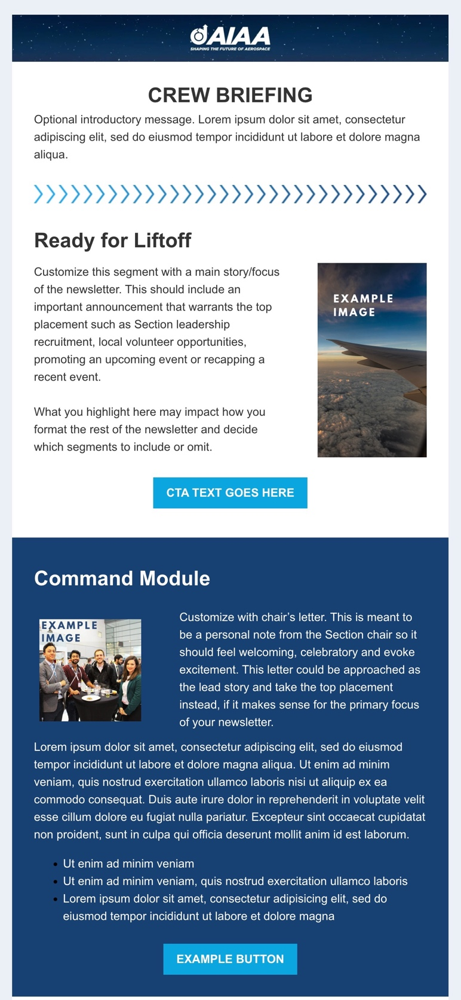 AIAA
SHAPING THE FUTURE OF AEROSPACE
CREW BRIEFING
Optional introductory message. Lorem ipsum dolor sit amet, consectetur
adipiscing elit, sed do eiusmod tempor incididunt ut labore et dolore magna
aliqua.
Ready for Liftoff
Customize this segment with a main story/focus
of the newsletter. This should include an
important announcement that warrants the top
placement such as Section leadership
recruitment, local volunteer opportunities,
promoting an upcoming event or recapping a
recent event.
What you highlight here may impact how you
format the rest of the newsletter and decide
which segments to include or omit.
EXAMPLE
IMAGE
CTA TEXT GOES HERE
Command Module
EXAMPLE
IMAGE
Customize with chair’s letter. This is meant to
be a personal note from the Section chair so it
should feel welcoming, celebratory and evoke
excitement. This letter could be approached as
the lead story and take the top placement
instead, if it makes sense for the primary focus
of your newsletter.
Lorem ipsum dolor sit amet, consectetur adipiscing elit, sed do eiusmod
tempor incididunt ut labore et dolore magna aliqua. Ut enim ad minim
veniam, quis nostrud exercitation ullamco laboris nisi ut aliquip ex ea
commodo consequat. Duis aute irure dolor in reprehenderit in voluptate velit
esse cillum dolore eu fugiat nulla pariatur. Excepteur sint occaecat cupidatat
non proident, sunt in culpa qui officia deserunt mollit anim id est laborum.
• Ut enim ad minim veniam
• Ut enim ad minim veniam, quis nostrud exercitation ullamco laboris
• Lorem ipsum dolor sit amet, consectetur adipisicing elit, sed do
eiusmod tempor incididunt ut labore et dolore magna
EXAMPLE BUTTON